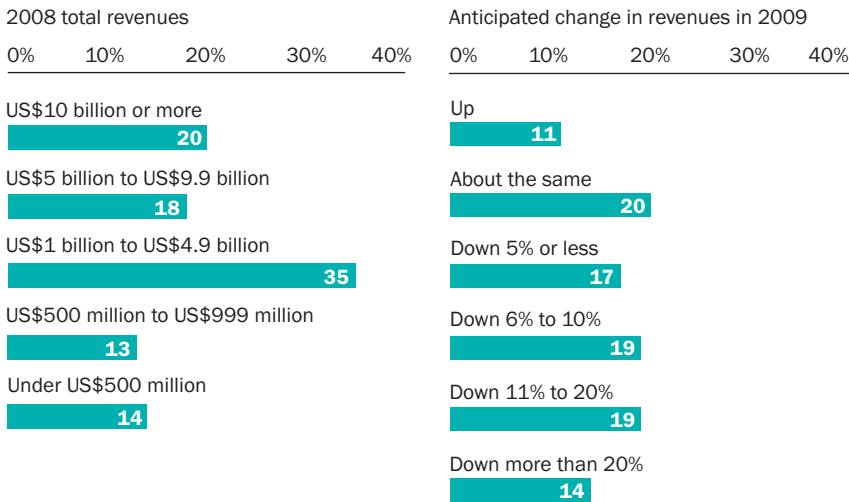 2008 total revenues
0% 10% 20% 30% 40%
US$10 billion or more
20
US$5 billion to US$9.9 billion
18
US$1 billion to US$4.9 billion
35
US$500 million to US$999 million
13
Under US$500 million
14
Anticipated change in revenues in 2009
0% 10% 20% 30% 40%
Up
11
About the same
20
Down 5% or less
17
Down 6% to 10%
19
Down 11% to 20%
19
Down more than 20%
14